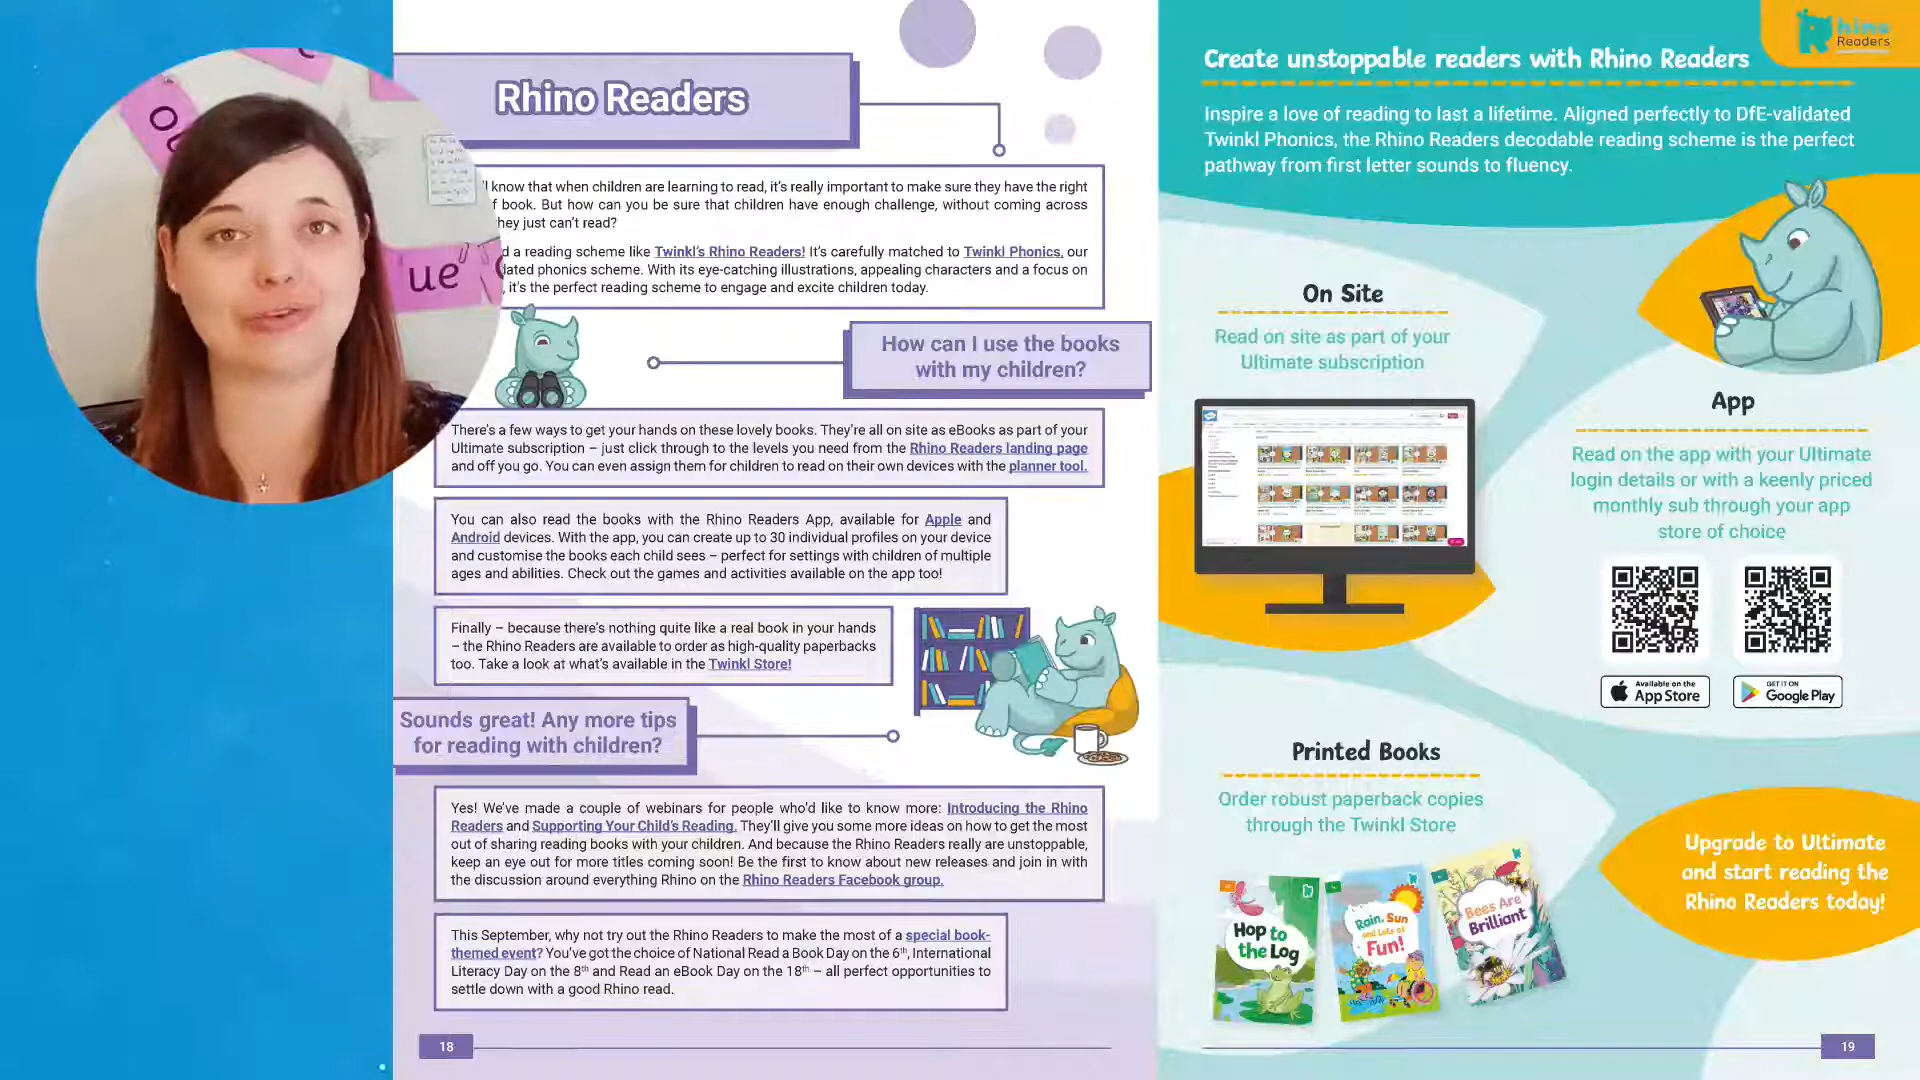 Rhino Readers
know that when children are learning to read, it's really important to make sure they have the right
f book. But how can you be sure that children have enough challenge, without coming across
hey just can't read?
d a reading scheme like Twinkl's Rhino Readers! It's carefully matched to Twinkl Phonics, our
dated phonics scheme. With its eye-catching illustrations, appealing characters and a focus on
, it's the perfect reading scheme to engage and excite children today.
ue
How can I use the books
with my children?
There's a few ways to get your hands on these lovely books. They're all on site as eBooks as part of your
Ultimate subscription – just click through to the levels you need from the Rhino Readers landing page
and off you go. You can even assign them for children to read on their own devices with the planner tool.
You can also read the books with the Rhino Readers App, available for Apple and
Android devices. With the app, you can create up to 30 individual profiles on your device
and customise the books each child sees – perfect for settings with children of multiple
ages and abilities. Check out the games and activities available on the app too!
Finally – because there's nothing quite like a real book in your hands
– the Rhino Readers are available to order as high-quality paperbacks
too. Take a look at what's available in the Twinkl Store!
Sounds great! Any more tips
for reading with children?
Yes! We've made a couple of webinars for people who'd like to know more: Introducing the Rhino
Readers and Supporting Your Child's Reading. They'll give you some more ideas on how to get the most
out of sharing reading books with your children. And because the Rhino Readers really are unstoppable,
keep an eye out for more titles coming soon! Be the first to know about new releases and join in with
the discussion around everything Rhino on the Rhino Readers Facebook group.
This September, why not try out the Rhino Readers to make the most of a special book-
themed event? You've got the choice of National Read a Book Day on the 6th, International
Literacy Day on the 8th and Read an eBook Day on the 18th – all perfect opportunities to
settle down with a good Rhino read.
18
Rhino
Readers
Create unstoppable readers with Rhino Readers
Inspire a love of reading to last a lifetime. Aligned perfectly to DfE-validated
Twinkl Phonics, the Rhino Readers decodable reading scheme is the perfect
pathway from first letter sounds to fluency.
On Site
Read on site as part of your
Ultimate subscription
App
Read on the app with your Ultimate
login details or with a keenly priced
monthly sub through your app
store of choice
Available on the
App Store
GET IT ON
Google Play
Printed Books
Order robust paperback copies
through the Twinkl Store
Hop to
the Log
Rain, Sun
and Lots of
Fun!
Bees Are
Brilliant
Upgrade to Ultimate
and start reading the
Rhino Readers today!
19